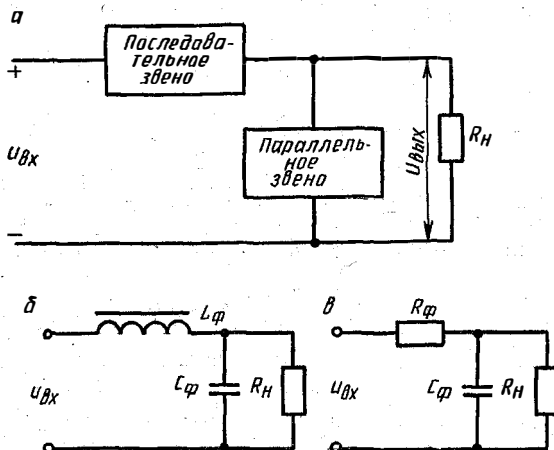 а
Последова-
тельное
звено
+
uвх
Параллель-
ное
звено
Uвых
Rн
−
б
Lф
uвх
Cф
Rн
в
Rф
uвх
Cф
Rн